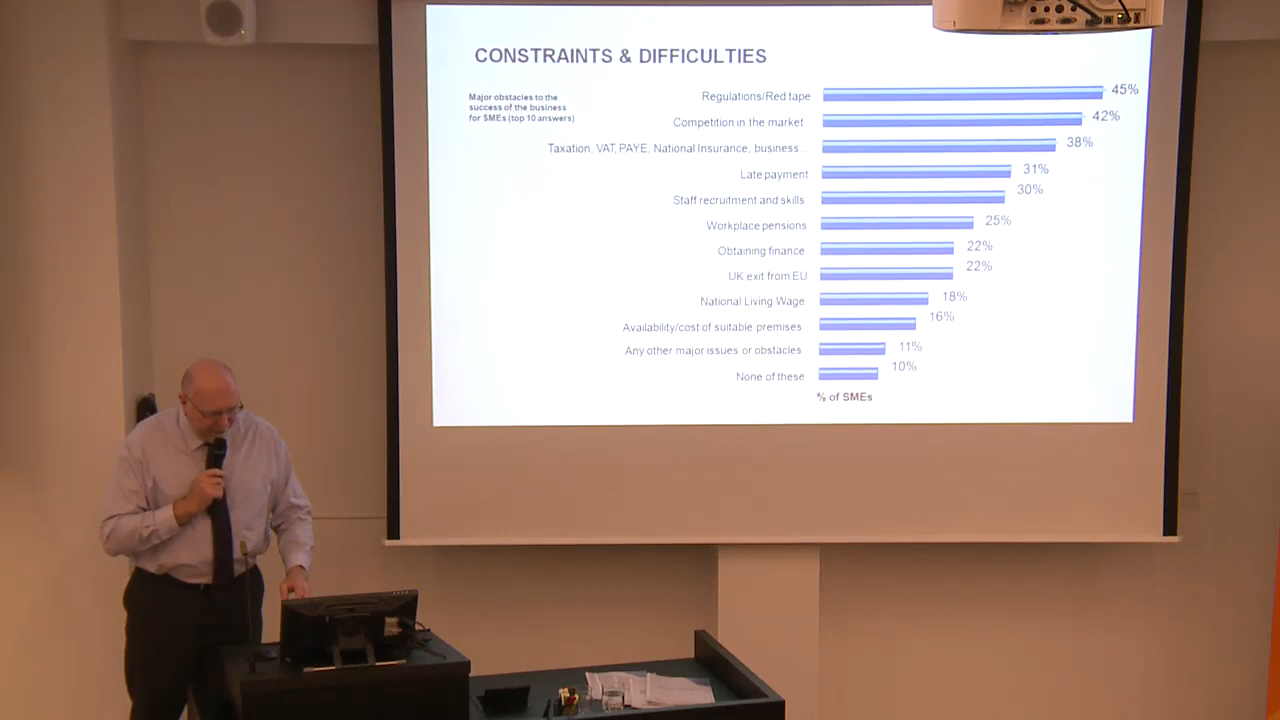 CONSTRAINTS & DIFFICULTIES
Major obstacles to the
success of the business
for SMEs (top 10 answers)
Regulations/Red tape 45%
Competition in the market 42%
Taxation, VAT, PAYE, National Insurance, business... 38%
Late payment 31%
Staff recruitment and skills 30%
Workplace pensions 25%
Obtaining finance 22%
UK exit from EU 22%
National Living Wage 18%
Availability/cost of suitable premises 16%
Any other major issues or obstacles 11%
None of these 10%
% of SMEs